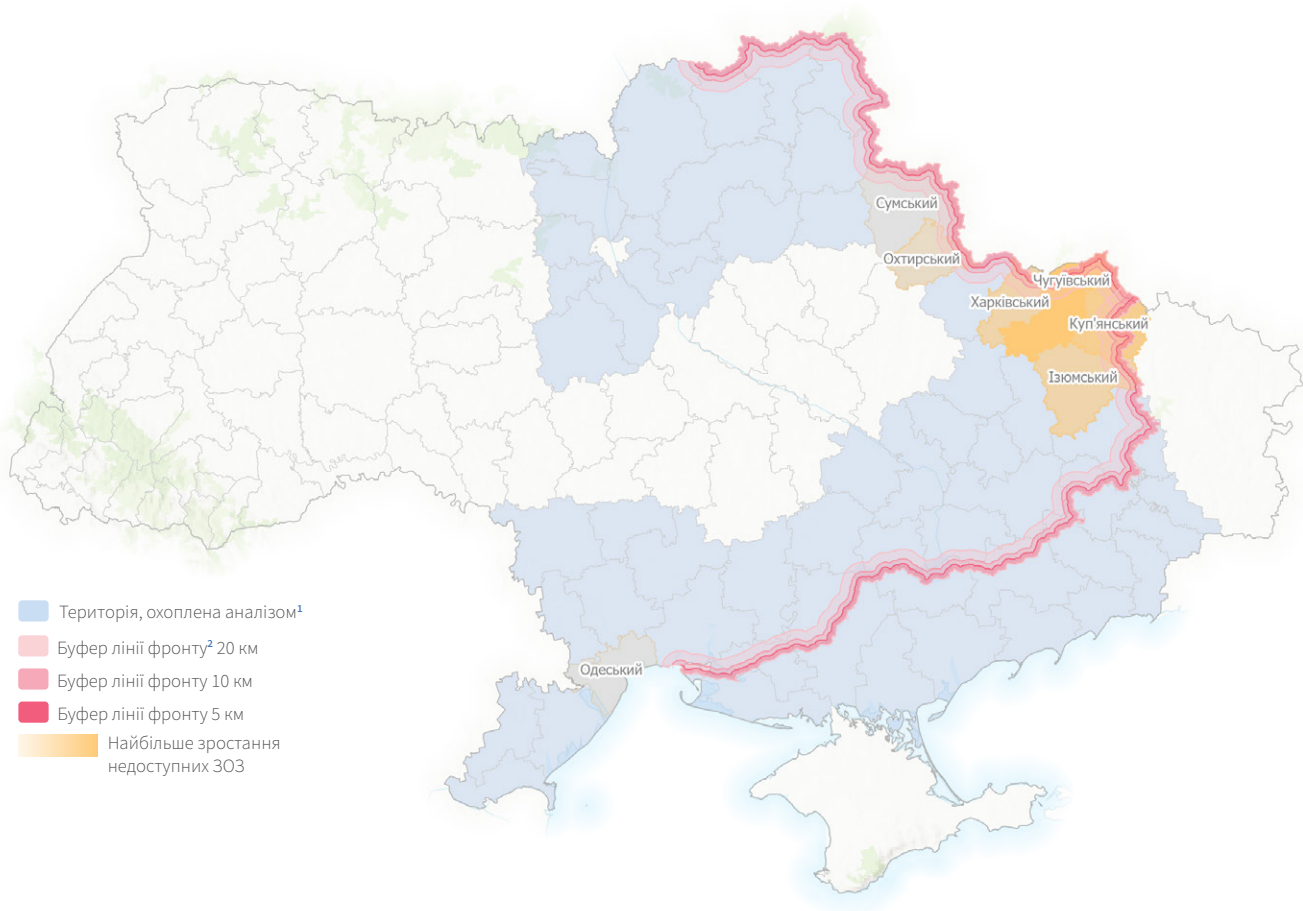 Сумський
Охтирський
Чугуївський
Харківський
Куп'янський
Ізюмський
Одеський
Територія, охоплена аналізом¹
Буфер лінії фронту² 20 км
Буфер лінії фронту 10 км
Буфер лінії фронту 5 км
Найбільше зростання
недоступних ЗОЗ